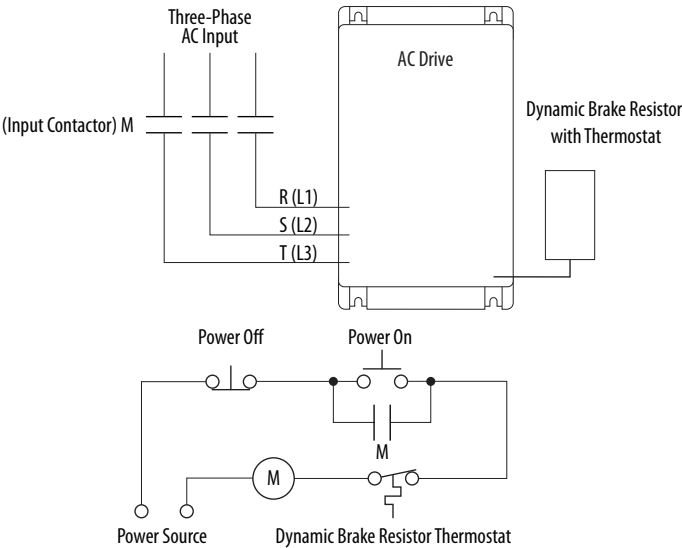 Three-Phase
AC Input
AC Drive
(Input Contactor) M
Dynamic Brake Resistor
with Thermostat
R (L1)
S (L2)
T (L3)
Power Off
Power On
M
M
Power Source
Dynamic Brake Resistor Thermostat